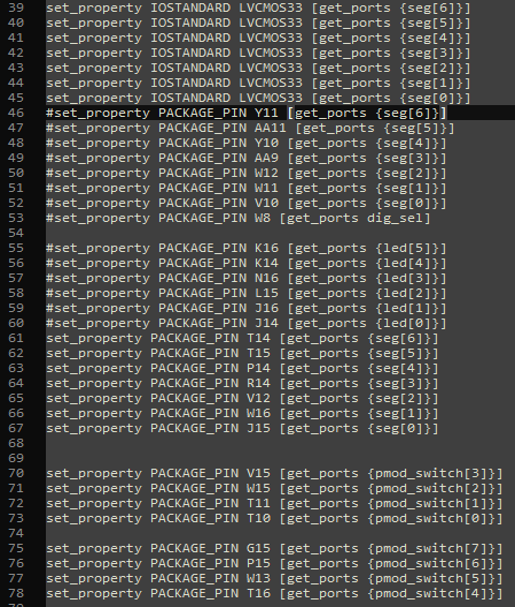 39 set_property IOSTANDARD LVCMOS33 [get_ports {seg[6]}]
40 set_property IOSTANDARD LVCMOS33 [get_ports {seg[5]}]
41 set_property IOSTANDARD LVCMOS33 [get_ports {seg[4]}]
42 set_property IOSTANDARD LVCMOS33 [get_ports {seg[3]}]
43 set_property IOSTANDARD LVCMOS33 [get_ports {seg[2]}]
44 set_property IOSTANDARD LVCMOS33 [get_ports {seg[1]}]
45 set_property IOSTANDARD LVCMOS33 [get_ports {seg[0]}]
46 #set_property PACKAGE_PIN Y11 [get_ports {seg[6]}]
47 #set_property PACKAGE_PIN AA11 [get_ports {seg[5]}]
48 #set_property PACKAGE_PIN Y10 [get_ports {seg[4]}]
49 #set_property PACKAGE_PIN AA9 [get_ports {seg[3]}]
50 #set_property PACKAGE_PIN W12 [get_ports {seg[2]}]
51 #set_property PACKAGE_PIN W11 [get_ports {seg[1]}]
52 #set_property PACKAGE_PIN V10 [get_ports {seg[0]}]
53 #set_property PACKAGE_PIN W8 [get_ports dig_sel]
54
55 #set_property PACKAGE_PIN K16 [get_ports {led[5]}]
56 #set_property PACKAGE_PIN K14 [get_ports {led[4]}]
57 #set_property PACKAGE_PIN N16 [get_ports {led[3]}]
58 #set_property PACKAGE_PIN L15 [get_ports {led[2]}]
59 #set_property PACKAGE_PIN J16 [get_ports {led[1]}]
60 #set_property PACKAGE_PIN J14 [get_ports {led[0]}]
61 set_property PACKAGE_PIN T14 [get_ports {seg[6]}]
62 set_property PACKAGE_PIN T15 [get_ports {seg[5]}]
63 set_property PACKAGE_PIN P14 [get_ports {seg[4]}]
64 set_property PACKAGE_PIN R14 [get_ports {seg[3]}]
65 set_property PACKAGE_PIN V12 [get_ports {seg[2]}]
66 set_property PACKAGE_PIN W16 [get_ports {seg[1]}]
67 set_property PACKAGE_PIN J15 [get_ports {seg[0]}]
68
69
70 set_property PACKAGE_PIN V15 [get_ports {pmod_switch[3]}]
71 set_property PACKAGE_PIN W15 [get_ports {pmod_switch[2]}]
72 set_property PACKAGE_PIN T11 [get_ports {pmod_switch[1]}]
73 set_property PACKAGE_PIN T10 [get_ports {pmod_switch[0]}]
74
75 set_property PACKAGE_PIN G15 [get_ports {pmod_switch[7]}]
76 set_property PACKAGE_PIN P15 [get_ports {pmod_switch[6]}]
77 set_property PACKAGE_PIN W13 [get_ports {pmod_switch[5]}]
78 set_property PACKAGE_PIN T16 [get_ports {pmod_switch[4]}]